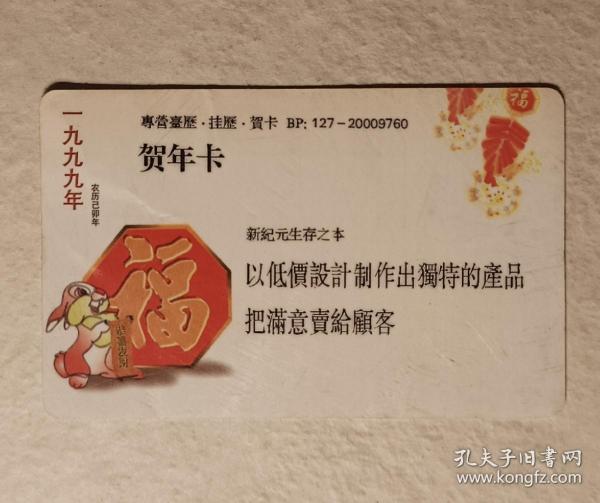 一九九九年
农历己卯年
專營臺歷·挂歷·賀卡 BP: 127-20009760
贺年卡
福
新紀元生存之本
以低價設計制作出獨特的產品
把滿意賣給顧客
福
孔夫子旧书网
www.kongfz.com